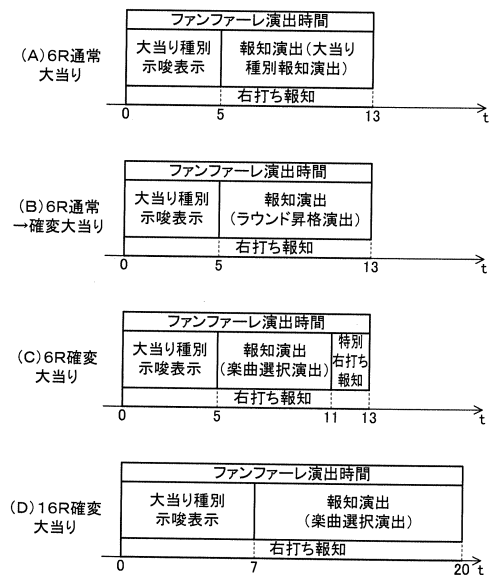 ファンファーレ演出時間
(A)6R通常
大当り
大当り種別
示唆表示
報知演出(大当り
種別報知演出)
右打ち報知
0
5
13
t
ファンファーレ演出時間
(B)6R通常
→確変大当り
大当り種別
示唆表示
報知演出
(ラウンド昇格演出)
右打ち報知
0
5
13
t
ファンファーレ演出時間
(C)6R確変
大当り
大当り種別
示唆表示
報知演出
(楽曲選択演出)
特別
右打ち
報知
右打ち報知
0
5
11
13
t
ファンファーレ演出時間
(D)16R確変
大当り
大当り種別
示唆表示
報知演出
(楽曲選択演出)
右打ち報知
0
7
20
t